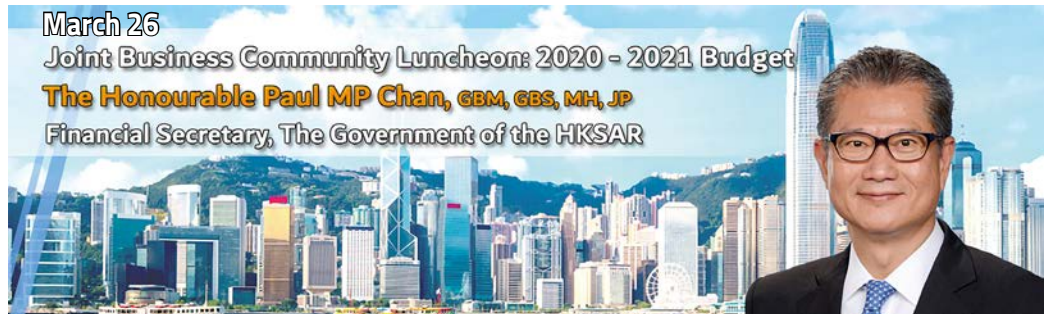 March 26
Joint Business Community Luncheon: 2020 - 2021 Budget
The Honourable Paul MP Chan, GBM, GBS, MH, JP
Financial Secretary, The Government of the HKSAR